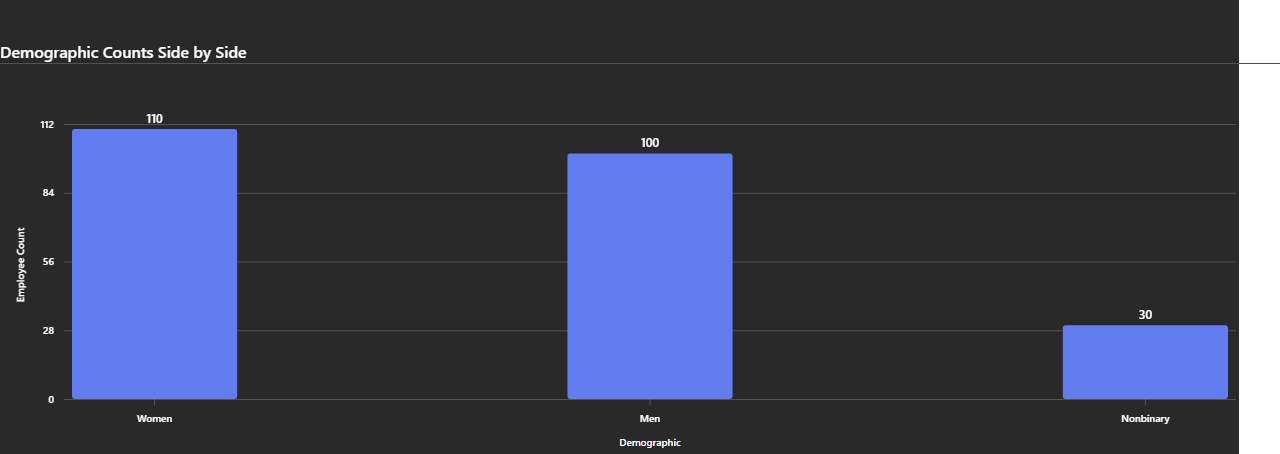 Demographic Counts Side by Side
110
112
100
84
56
30
28
0
Employee Count
Women
Men
Nonbinary
Demographic